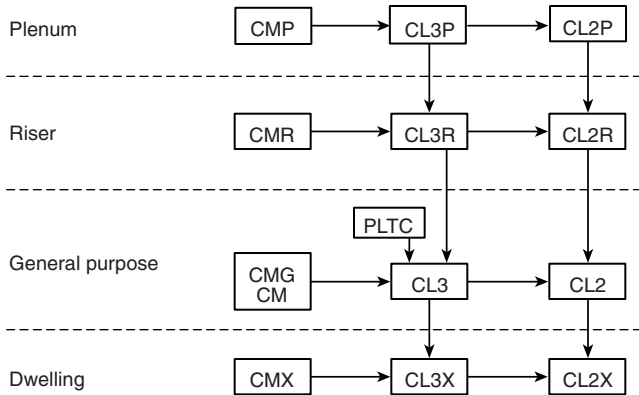 Plenum
CMP
CL3P
CL2P
Riser
CMR
CL3R
CL2R
PLTC
General purpose
CMG
CM
CL3
CL2
Dwelling
CMX
CL3X
CL2X